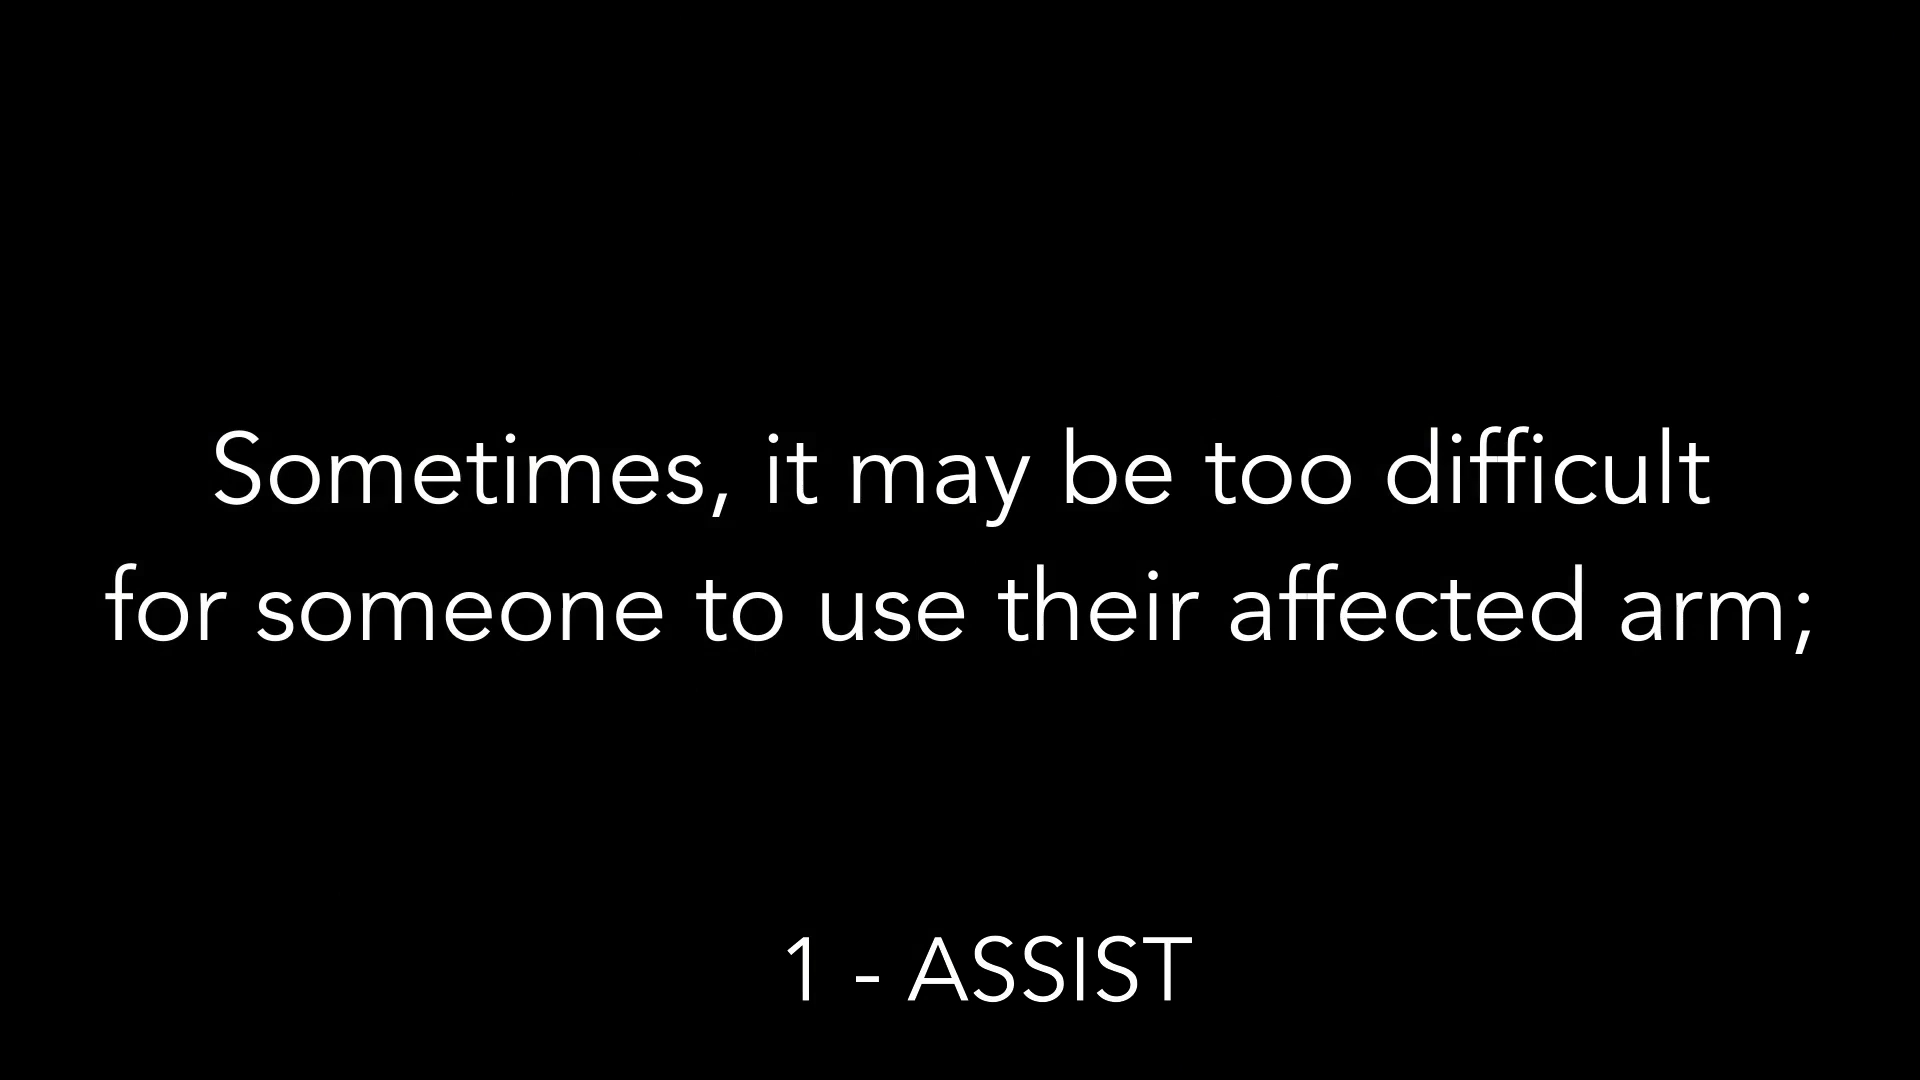 Sometimes, it may be too difficult
for someone to use their affected arm;
1 - ASSIST